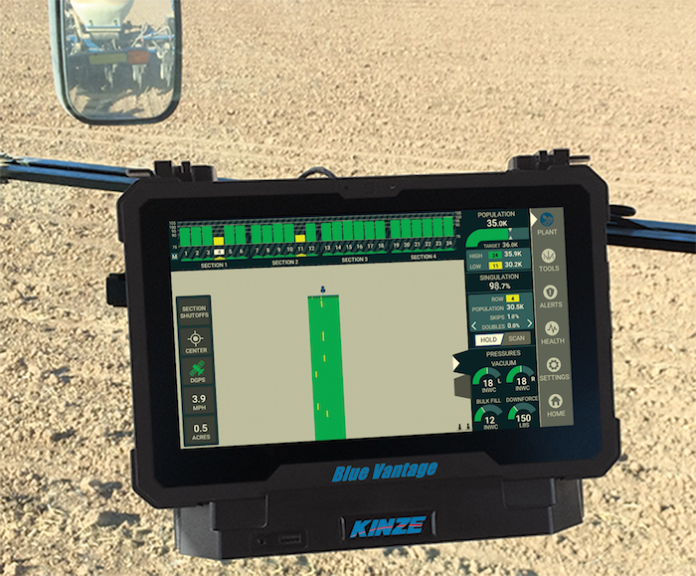 POPULATION
35.0K
TARGET 36.0K
HIGH 24 35.9K
LOW 11 30.2K
SINGULATION
98.7%
ROW 4
POPULATION 30.5K
SKIPS 1.8%
DOUBLES 0.8%
HOLD SCAN
PRESSURES
VACUUM
18 L 18 R
INWC INWC
BULK FILL DOWNFORCE
12 150
INWC LBS
PLANT
TOOLS
ALERTS
HEALTH
SETTINGS
HOME
M 1 2 3 4 5 6 7 8 9 10 11 12 13 14 15 16 17 18 19 20 21 22 23 24
SECTION 1 SECTION 2 SECTION 3 SECTION 4
SECTION
SHUTOFFS
CENTER
DGPS
3.9
MPH
0.5
ACRES
Blue Vantage
KINZE